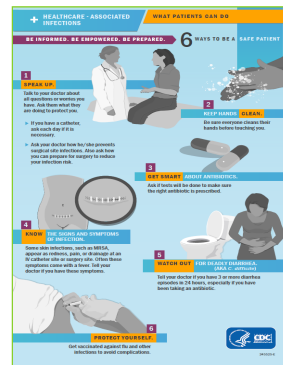 HEALTHCARE - ASSOCIATED
INFECTIONS
WHAT PATIENTS CAN DO
BE INFORMED. BE EMPOWERED. BE PREPARED.
6 WAYS TO BE A SAFE PATIENT
1
SPEAK UP.
Talk to your doctor about
all questions or worries you
have. Ask them what they
are doing to protect you.
If you have a catheter,
ask each day if it is
necessary.
Ask your doctor how he/she prevents
surgical site infections. Also ask how
you can prepare for surgery to reduce
your infection risk.
2
KEEP HANDS CLEAN.
Be sure everyone cleans their
hands before touching you.
3
GET SMART ABOUT ANTIBIOTICS.
Ask if tests will be done to make sure
the right antibiotic is prescribed.
4
KNOW THE SIGNS AND SYMPTOMS
OF INFECTION.
Some skin infections, such as MRSA,
appear as redness, pain, or drainage at an
IV catheter site or surgery site. Often these
symptoms come with a fever. Tell your
doctor if you have these symptoms.
5
WATCH OUT FOR DEADLY DIARRHEA.
(AKA C. difficile)
Tell your doctor if you have 3 or more diarrhea
episodes in 24 hours, especially if you have
been taking an antibiotic.
6
PROTECT YOURSELF.
Get vaccinated against flu and other
infections to avoid complications.
CDC